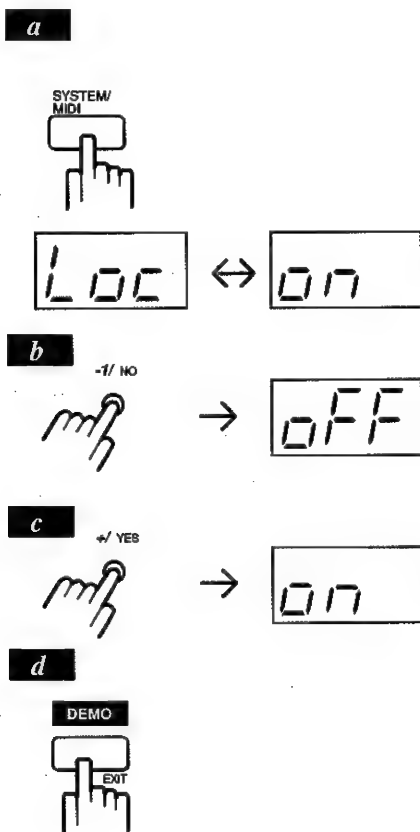 a
SYSTEM/
MIDI
Loc ↔ on
b
-1/ NO
→ oFF
c
+/ YES
→ on
d
DEMO
EXIT